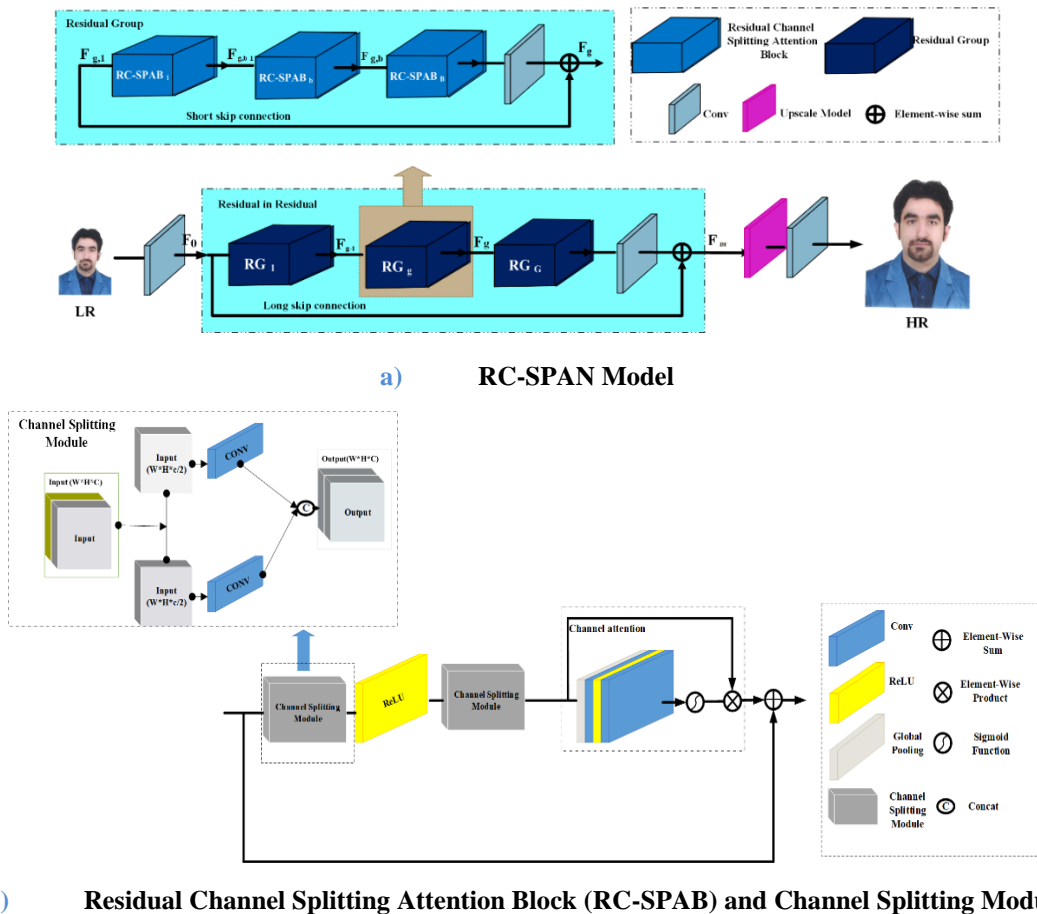 Residual Group
F g,1
RC-SPAB 1
F g,b-1
RC-SPAB b
F g,b
RC-SPAB B
F g
Short skip connection
Residual Channel
Splitting Attention
Block
Residual Group
Conv
Upscale Model
Element-wise sum
Residual in Residual
LR
F 0
RG 1
F g-1
RG g
F g
RG G
Long skip connection
HR
a) RC-SPAN Model
Channel Splitting
Module
Input (W*H*C)
Input
Input
(W*H*c/2)
CONV
Input
(W*H*c/2)
CONV
C
Output(W*H*C)
Output
Channel Splitting
Module
ReLU
Channel Splitting
Module
Channel attention
Conv
Element-Wise
Sum
ReLU
Element-Wise
Product
Global
Pooling
Sigmoid
Function
Channel
Splitting
Module
C
Concat
) Residual Channel Splitting Attention Block (RC-SPAB) and Channel Splitting Modu